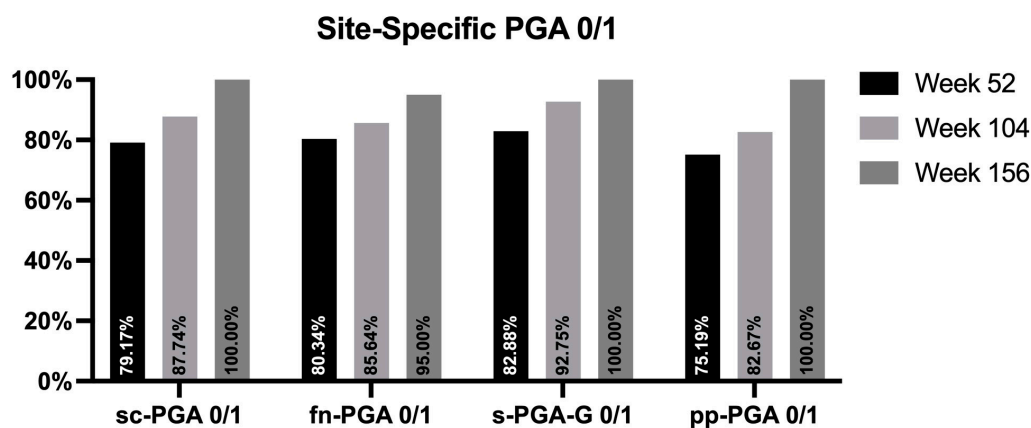 Site-Specific PGA 0/1
100%
80%
60%
40%
20%
0%
79.17%
87.74%
100.00%
80.34%
85.64%
95.00%
82.88%
92.75%
100.00%
75.19%
82.67%
100.00%
sc-PGA 0/1
fn-PGA 0/1
s-PGA-G 0/1
pp-PGA 0/1
Week 52
Week 104
Week 156